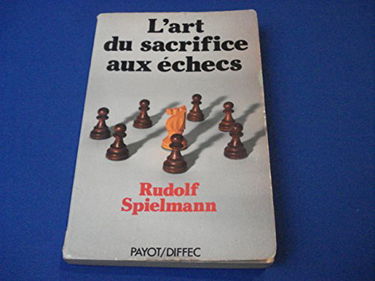 L'art
du sacrifice
aux échecs
Rudolf
Spielmann
PAYOT/DIFFEC